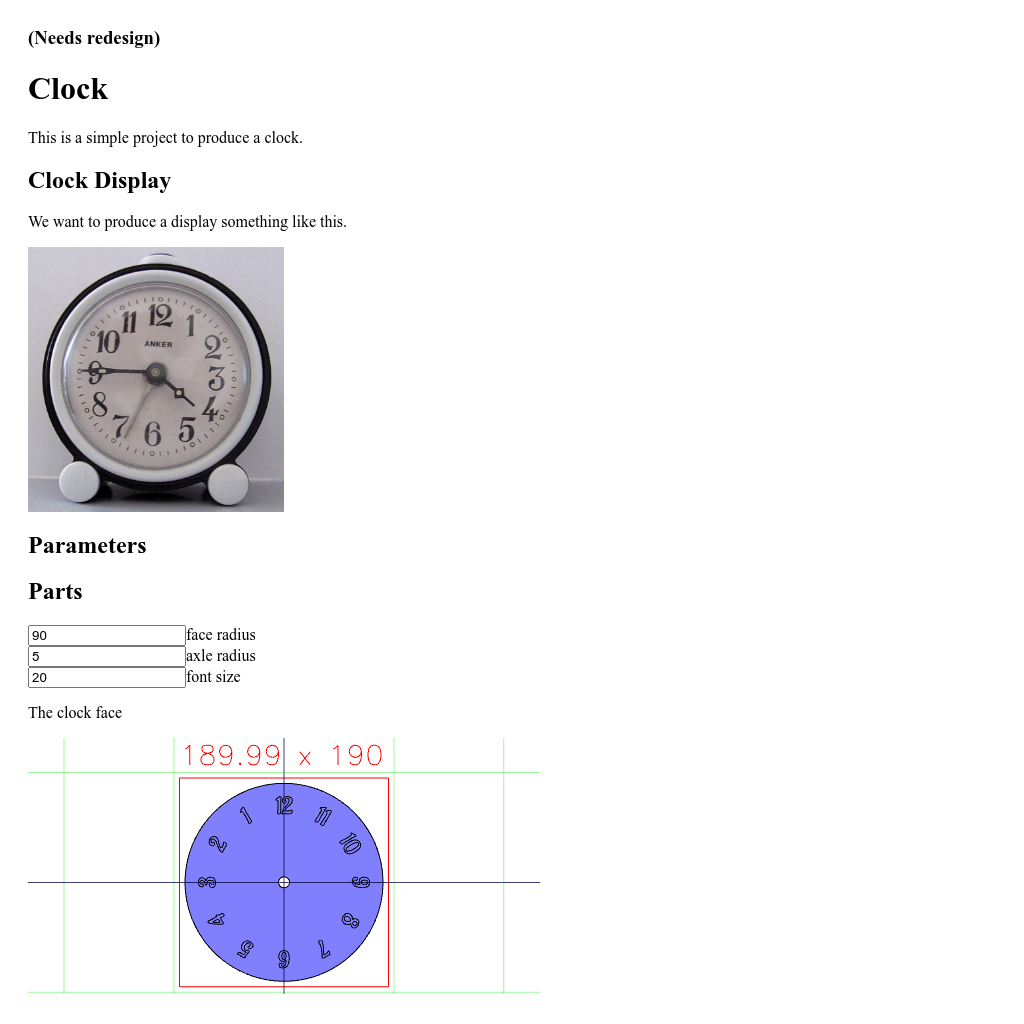 (Needs redesign)
Clock
This is a simple project to produce a clock.
Clock Display
We want to produce a display something like this.
12
11
1
10
ANKER
2
9
3
8
4
7
5
6
Parameters
Parts
90 face radius
5 axle radius
20 font size
The clock face
189.99 x 190
12
1
11
2
10
3
9
4
8
5
7
6